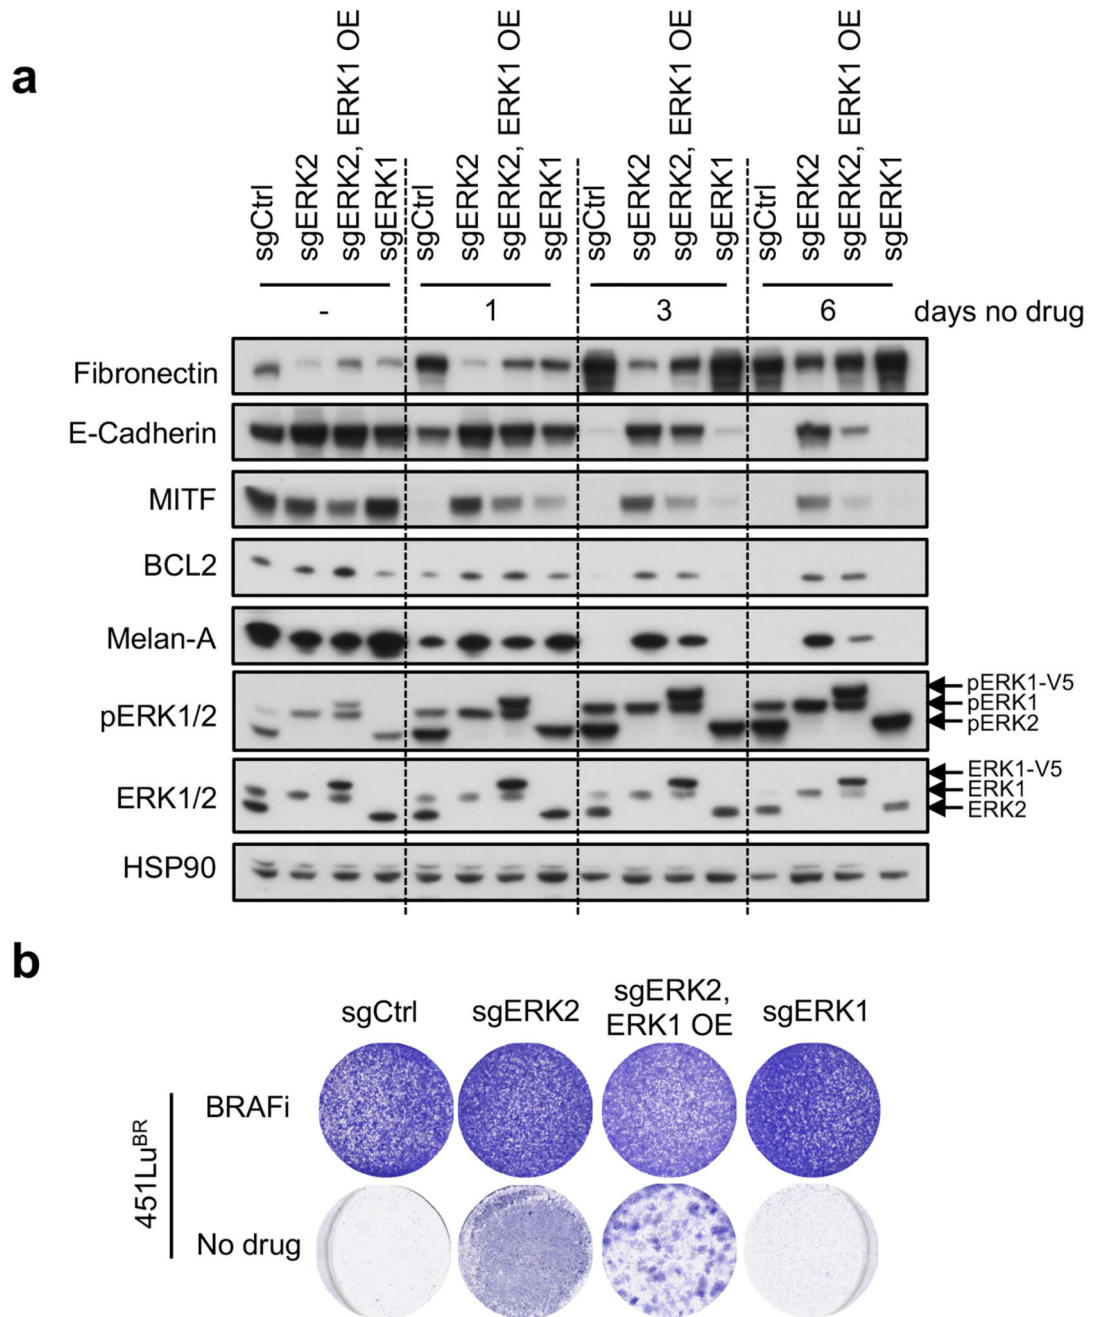 a
sgCtrl
sgERK2
sgERK2, ERK1 OE
sgERK1
sgCtrl
sgERK2
sgERK2, ERK1 OE
sgERK1
sgCtrl
sgERK2
sgERK2, ERK1 OE
sgERK1
sgCtrl
sgERK2
sgERK2, ERK1 OE
sgERK1
- 1 3 6 days no drug
Fibronectin
E-Cadherin
MITF
BCL2
Melan-A
pERK1/2
pERK1-V5
pERK1
pERK2
ERK1/2
ERK1-V5
ERK1
ERK2
HSP90
b
sgCtrl sgERK2 sgERK2, ERK1 OE sgERK1
451Lu^BR
BRAFi
No drug